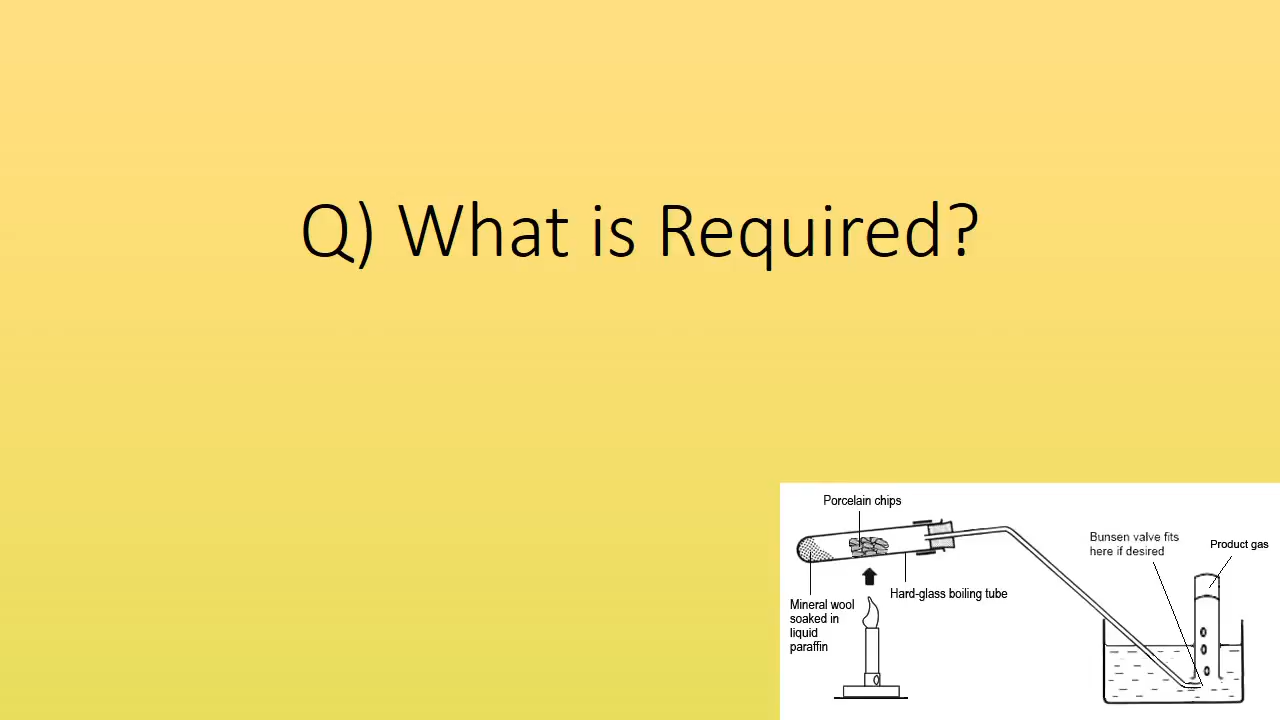 Q) What is Required?
Porcelain chips
Bunsen valve fits
here if desired
Product gas
Hard-glass boiling tube
Mineral wool
soaked in
liquid
paraffin